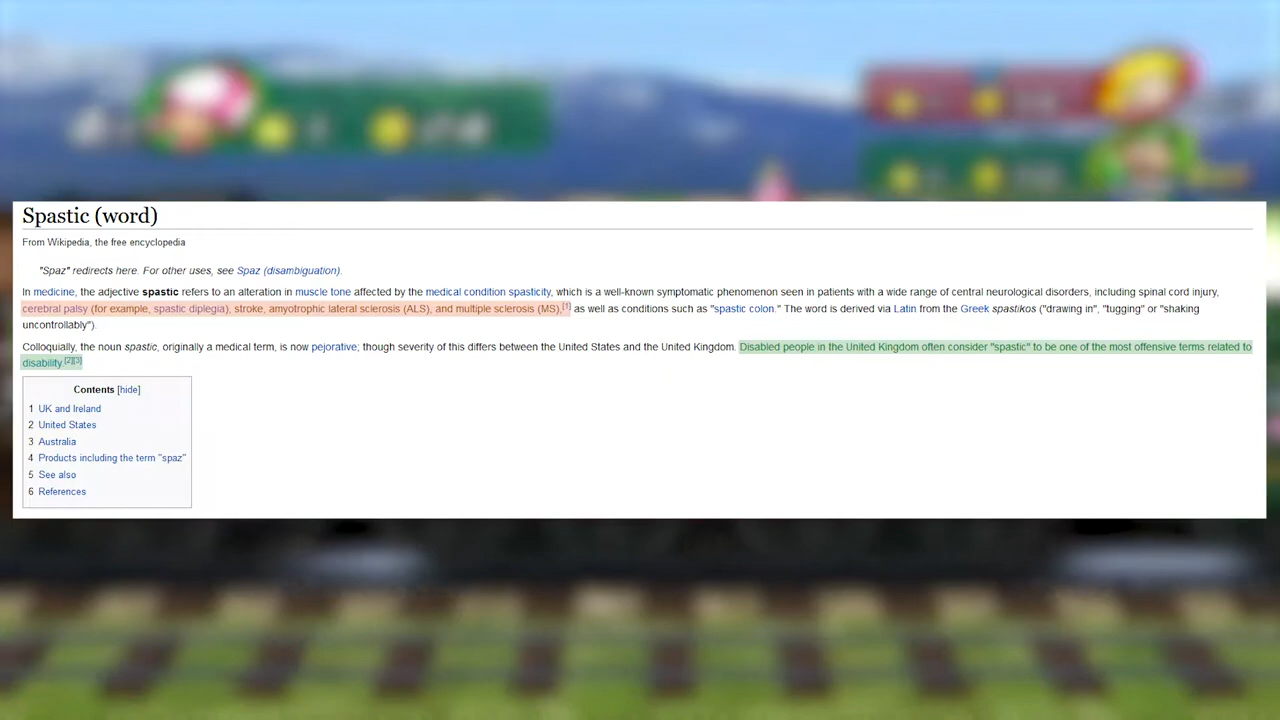 Spastic (word)
From Wikipedia, the free encyclopedia
"Spaz" redirects here. For other uses, see Spaz (disambiguation).
In medicine, the adjective spastic refers to an alteration in muscle tone affected by the medical condition spasticity, which is a well-known symptomatic phenomenon seen in patients with a wide range of central neurological disorders, including spinal cord injury,
cerebral palsy (for example, spastic diplegia), stroke, amyotrophic lateral sclerosis (ALS), and multiple sclerosis (MS),[1] as well as conditions such as "spastic colon." The word is derived via Latin from the Greek spastikos ("drawing in", "tugging" or "shaking
uncontrollably").
Colloquially, the noun spastic, originally a medical term, is now pejorative; though severity of this differs between the United States and the United Kingdom. Disabled people in the United Kingdom often consider "spastic" to be one of the most offensive terms related to
disability.[2][3]
Contents [hide]
1 UK and Ireland
2 United States
3 Australia
4 Products including the term "spaz"
5 See also
6 References